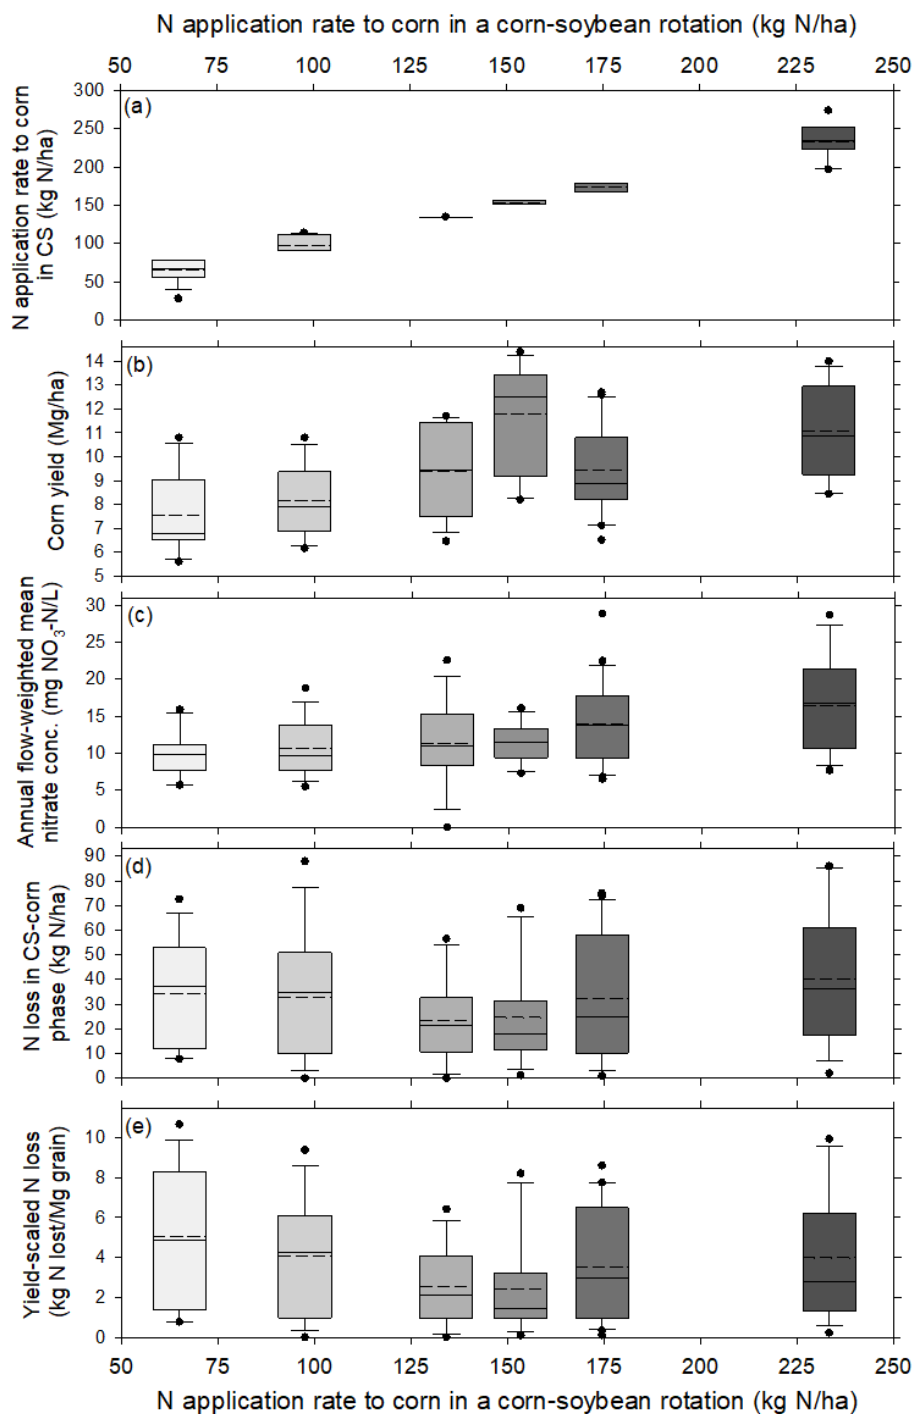 N application rate to corn in a corn-soybean rotation (kg N/ha)
50 75 100 125 150 175 200 225 250
(a)
N application rate to corn
in CS (kg N/ha)
300
250
200
150
100
50
0
(b)
Corn yield (Mg/ha)
14
13
12
11
10
9
8
7
6
5
(c)
Annual flow-weighted mean
nitrate conc. (mg NO3-N/L)
30
25
20
15
10
5
0
(d)
N loss in CS-corn
phase (kg N/ha)
90
80
70
60
50
40
30
20
10
0
(e)
Yield-scaled N loss
(kg N lost/Mg grain)
10
8
6
4
2
0
50 75 100 125 150 175 200 225 250
N application rate to corn in a corn-soybean rotation (kg N/ha)